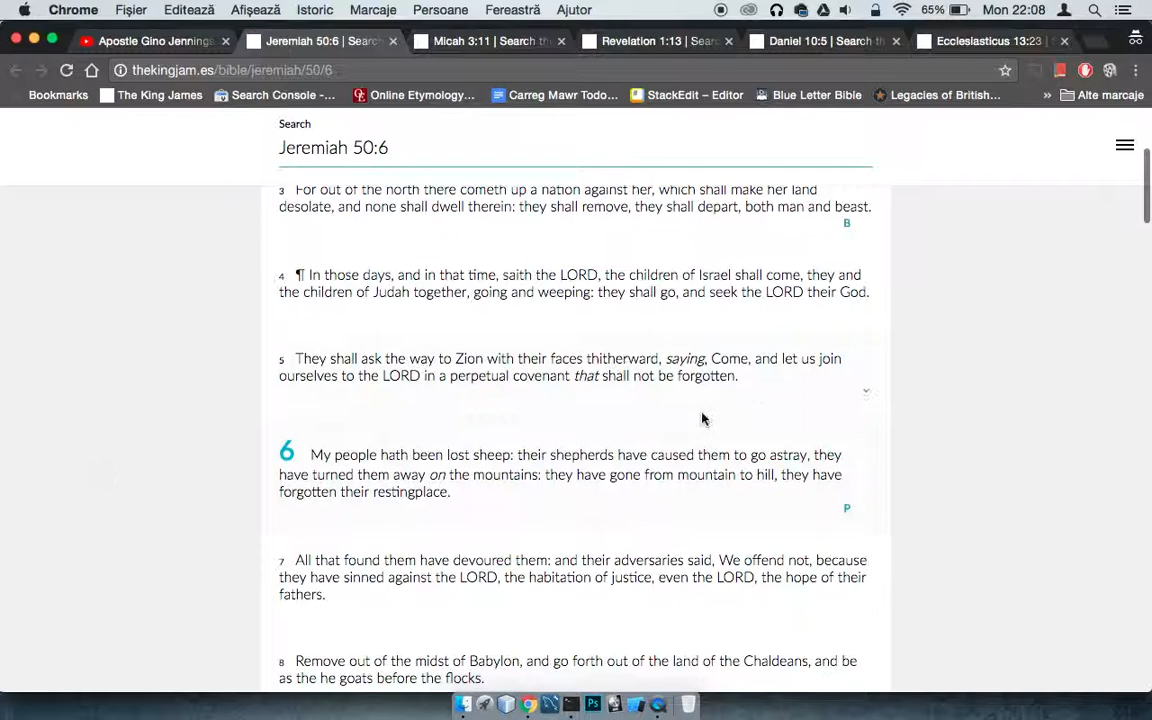 Chrome Fișier Editează Afișează Istoric Marcaje Persoane Fereastră Ajutor 65% Mon 22:08
Apostle Gino Jennings Jeremiah 50:6 | Search Micah 3:11 | Search the Revelation 1:13 | Search Daniel 10:5 | Search th Ecclesiasticus 13:23 | S
thekingjam.es/bible/jeremiah/50/6
Bookmarks The King James Search Console -... Online Etymology... Carreg Mawr Todo... StackEdit – Editor Blue Letter Bible Legacies of British... » Alte marcaje
Search
Jeremiah 50:6
3 For out of the north there cometh up a nation against her, which shall make her land
desolate, and none shall dwell therein: they shall remove, they shall depart, both man and beast.
B
4 ¶ In those days, and in that time, saith the LORD, the children of Israel shall come, they and
the children of Judah together, going and weeping: they shall go, and seek the LORD their God.
5 They shall ask the way to Zion with their faces thitherward, saying, Come, and let us join
ourselves to the LORD in a perpetual covenant that shall not be forgotten.
6 My people hath been lost sheep: their shepherds have caused them to go astray, they
have turned them away on the mountains: they have gone from mountain to hill, they have
forgotten their restingplace.
P
7 All that found them have devoured them: and their adversaries said, We offend not, because
they have sinned against the LORD, the habitation of justice, even the LORD, the hope of their
fathers.
8 Remove out of the midst of Babylon, and go forth out of the land of the Chaldeans, and be
as the he goats before the flocks.
Ps